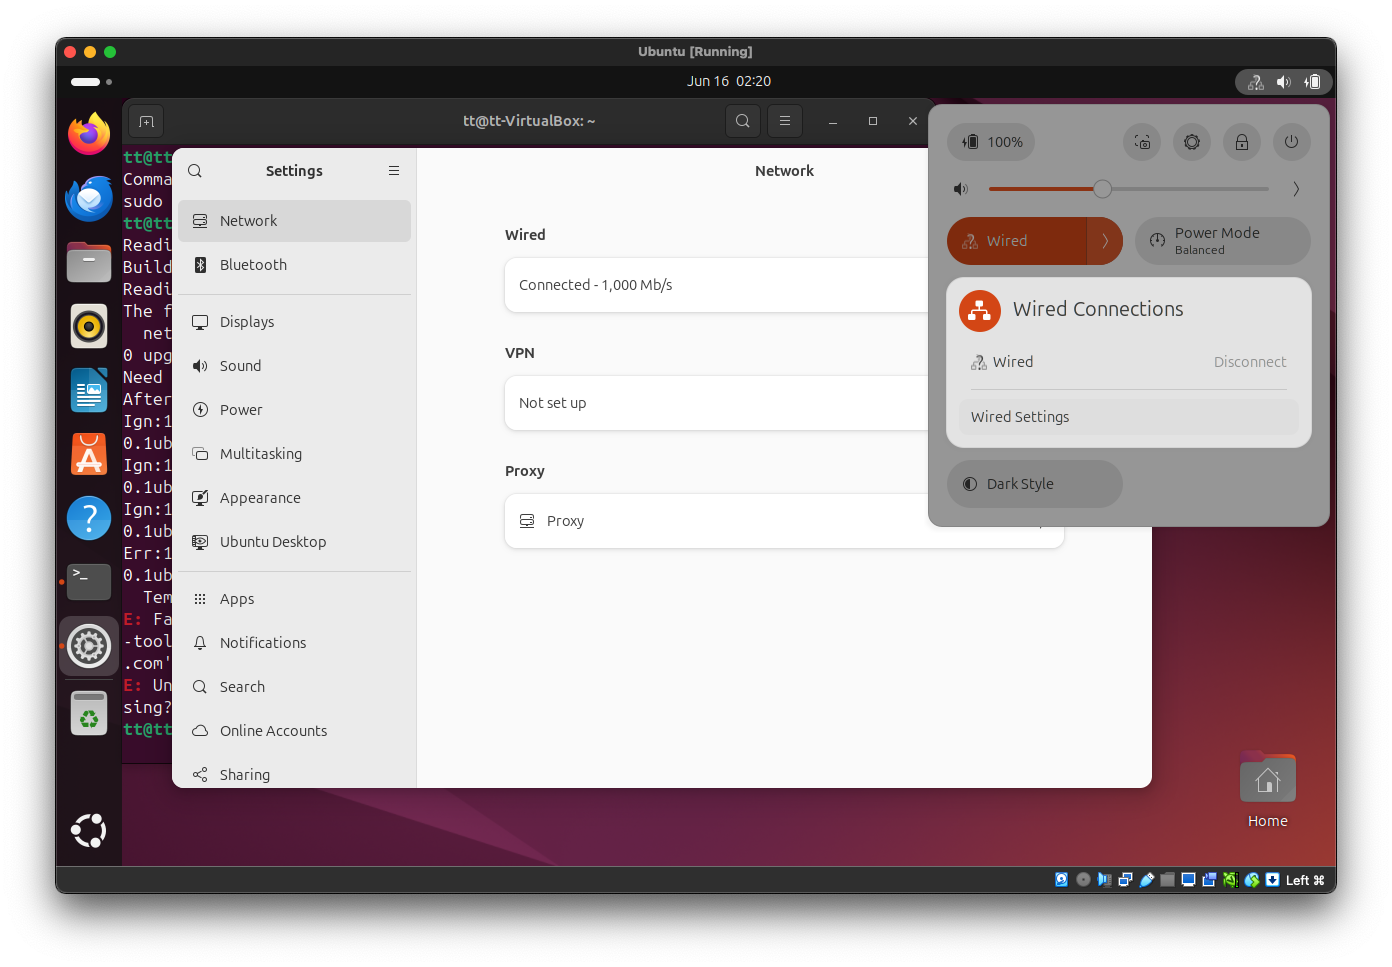 Ubuntu [Running]
Jun 16 02:20
tt@tt-VirtualBox: ~
tt@tt
Comma
sudo
tt@tt
Readi
Build
Readi
The f
net
0 upg
Need
After
Ign:1
0.1ub
Ign:1
0.1ub
Ign:1
0.1ub
Err:1
0.1ub
Tem
E: Fa
-tool
.com'
E: Un
sing?
tt@tt
Settings
Network
Bluetooth
Displays
Sound
Power
Multitasking
Appearance
Ubuntu Desktop
Apps
Notifications
Search
Online Accounts
Sharing
Network
Wired
Connected - 1,000 Mb/s
VPN
Not set up
Proxy
Proxy
100%
Wired
Power Mode
Balanced
Wired Connections
Wired
Disconnect
Wired Settings
Dark Style
Home
Left ⌘